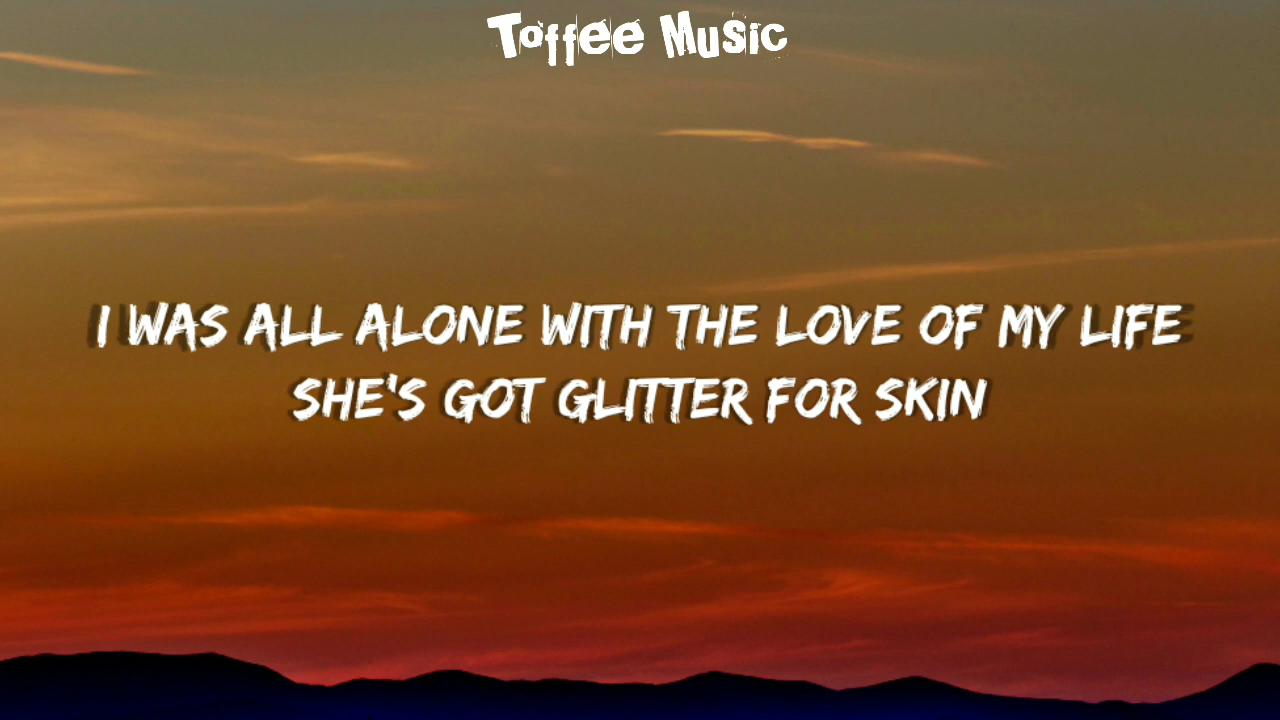 Toffee Music
I WAS ALL ALONE WITH THE LOVE OF MY LIFE
SHE'S GOT GLITTER FOR SKIN